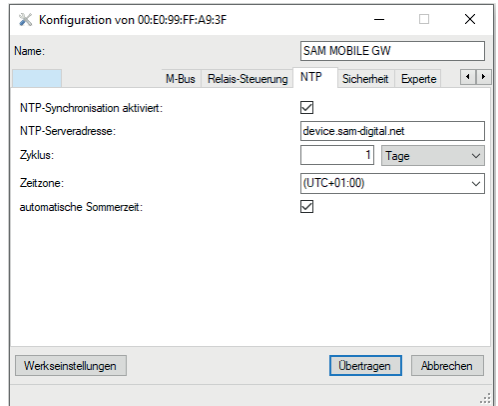 Konfiguration von 00:E0:99:FF:A9:3F
Name: SAM MOBILE GW
M-Bus Relais-Steuerung NTP Sicherheit Experte
NTP-Synchronisation aktiviert:
NTP-Serveradresse: device.sam-digital.net
Zyklus: 1 Tage
Zeitzone: (UTC+01:00)
automatische Sommerzeit:
Werkseinstellungen Übertragen Abbrechen